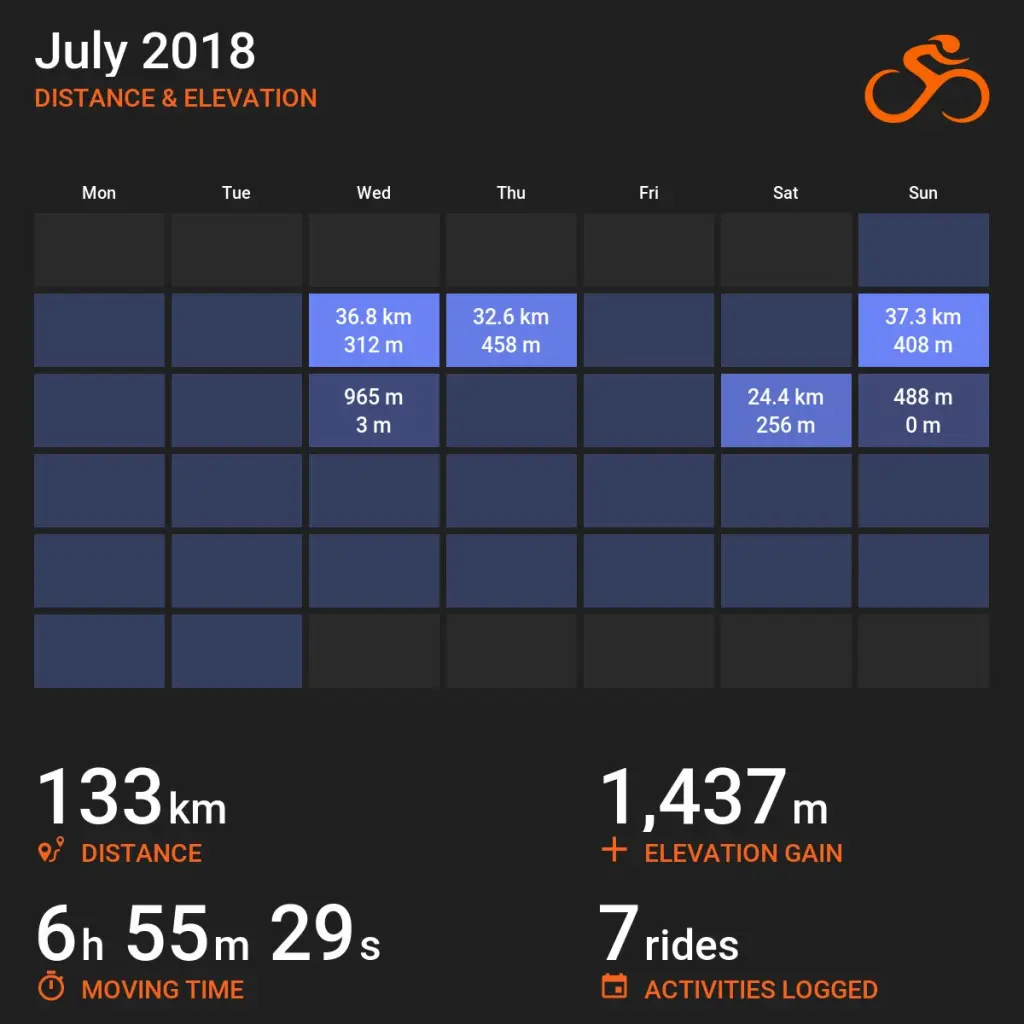 July 2018
DISTANCE & ELEVATION
Mon Tue Wed Thu Fri Sat Sun
36.8 km 32.6 km 37.3 km
312 m 458 m 408 m
965 m 24.4 km 488 m
3 m 256 m 0 m
133km 1,437 m
DISTANCE ELEVATION GAIN
6h 55m 29s 7 rides
MOVING TIME ACTIVITIES LOGGED